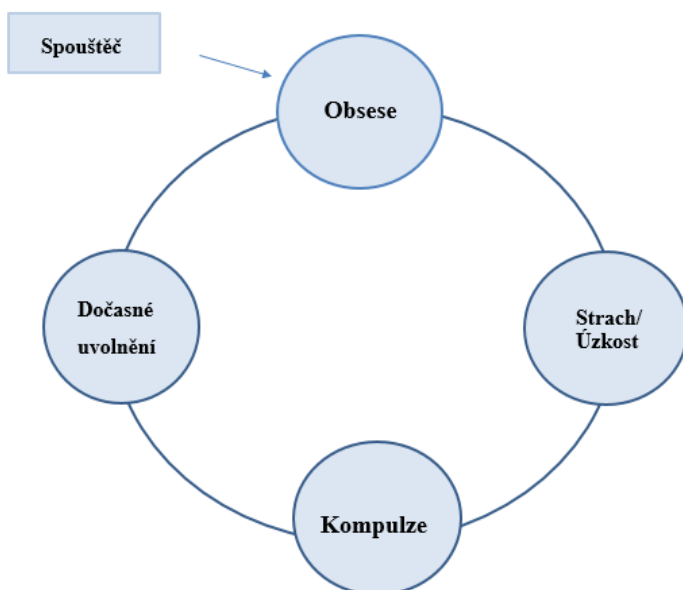 Spouštěč
Obsese
Strach/
Úzkost
Kompulze
Dočasné
uvolnění